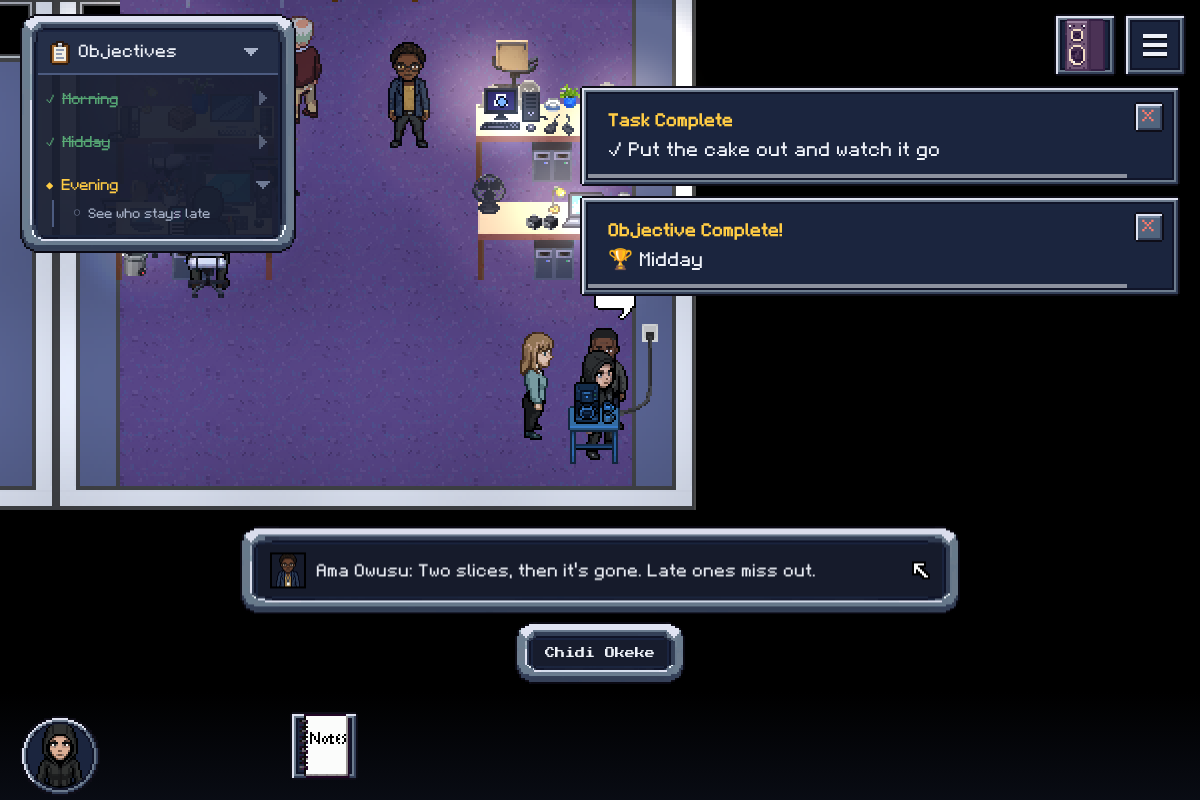 Objectives
✓ Morning
✓ Midday
Evening
See who stays late
Task Complete
✓ Put the cake out and watch it go
Objective Complete!
🏆 Midday
Ama Owusu: Two slices, then it's gone. Late ones miss out.
Chidi Okeke
Notes